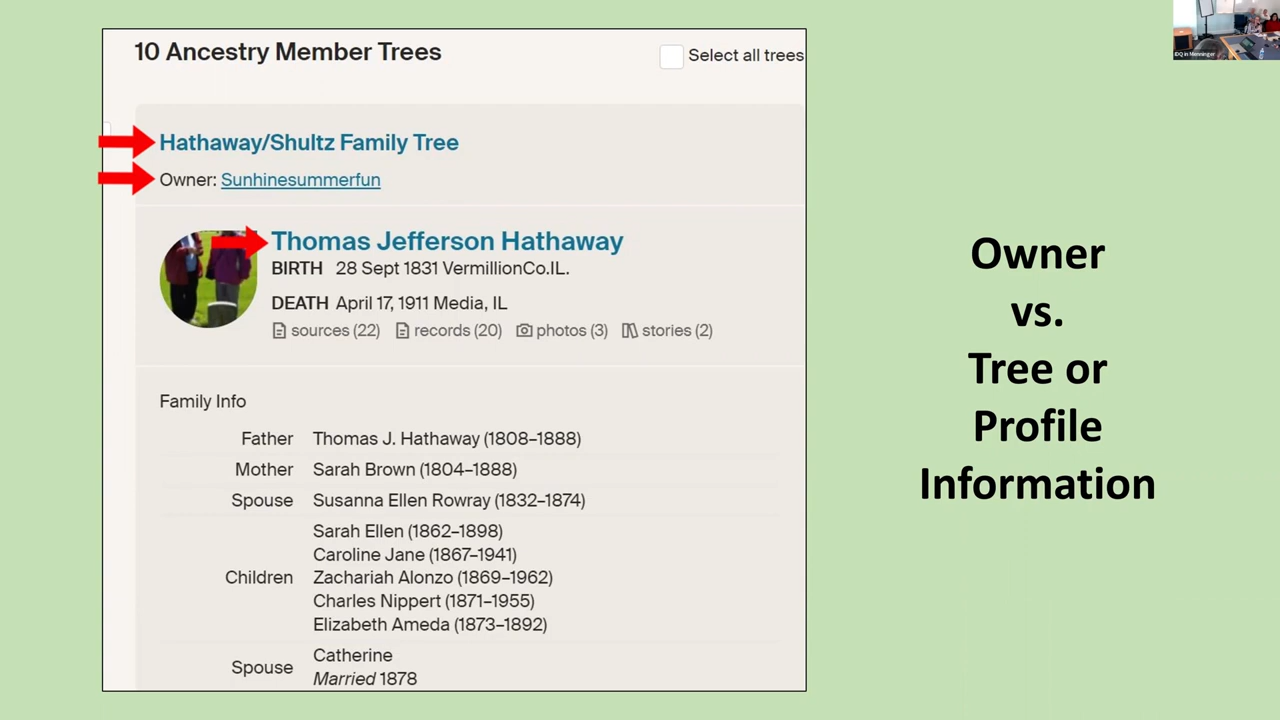 10 Ancestry Member Trees
Select all trees
Hathaway/Shultz Family Tree
Owner: Sunhinesummerfun
Thomas Jefferson Hathaway
BIRTH 28 Sept 1831 VermillionCo.IL.
DEATH April 17, 1911 Media, IL
sources (22) records (20) photos (3) stories (2)
Family Info
Father Thomas J. Hathaway (1808–1888)
Mother Sarah Brown (1804–1888)
Spouse Susanna Ellen Rowray (1832–1874)
Children
Sarah Ellen (1862–1898)
Caroline Jane (1867–1941)
Zachariah Alonzo (1869–1962)
Charles Nippert (1871–1955)
Elizabeth Ameda (1873–1892)
Spouse
Catherine
Married 1878
Owner
vs.
Tree or
Profile
Information
in Menninger